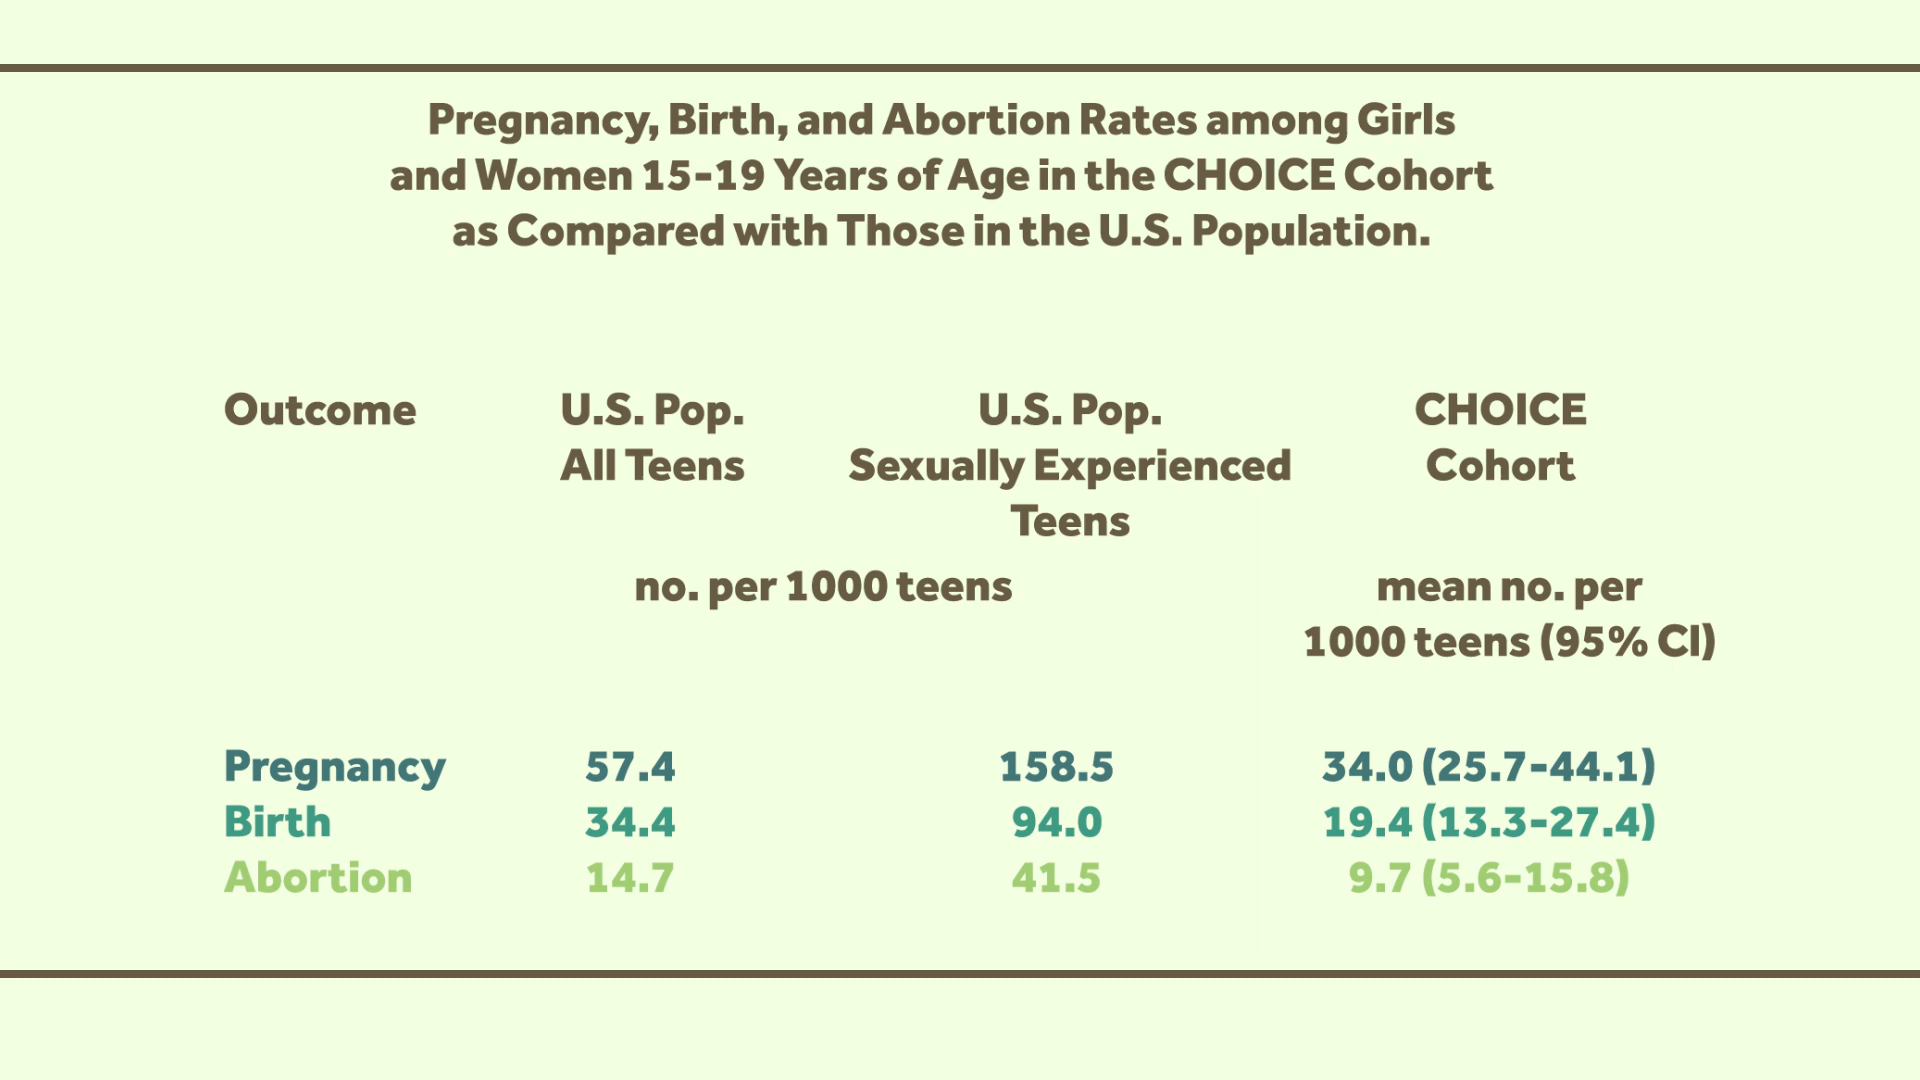 Pregnancy, Birth, and Abortion Rates among Girls
and Women 15-19 Years of Age in the CHOICE Cohort
as Compared with Those in the U.S. Population.
Outcome U.S. Pop. U.S. Pop. CHOICE
All Teens Sexually Experienced Cohort
Teens
no. per 1000 teens mean no. per
1000 teens (95% CI)
Pregnancy 57.4 158.5 34.0 (25.7-44.1)
Birth 34.4 94.0 19.4 (13.3-27.4)
Abortion 14.7 41.5 9.7 (5.6-15.8)